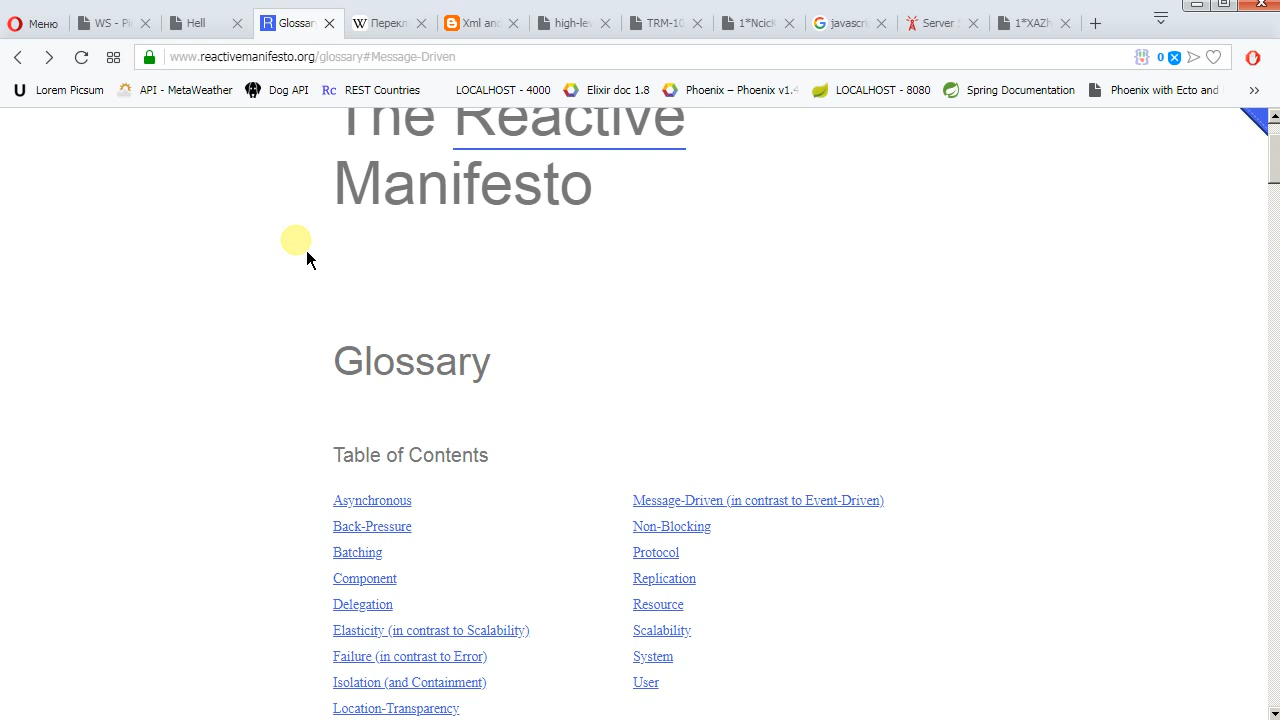 Меню
WS - Pi
Hell
Glossar
Перекл
Xml and
high-lev
TRM-10
1*NcicK
javascri
Server
1*XAZh
www.reactivemanifesto.org/glossary#Message-Driven
0
Lorem Picsum
API - MetaWeather
Dog API
Rc
REST Countries
LOCALHOST - 4000
Elixir doc 1.8
Phoenix – Phoenix v1.4
LOCALHOST - 8080
Spring Documentation
Phoenix with Ecto and
The Reactive
Manifesto
Glossary
Table of Contents
Asynchronous
Back-Pressure
Batching
Component
Delegation
Elasticity (in contrast to Scalability)
Failure (in contrast to Error)
Isolation (and Containment)
Location-Transparency
Message-Driven (in contrast to Event-Driven)
Non-Blocking
Protocol
Replication
Resource
Scalability
System
User